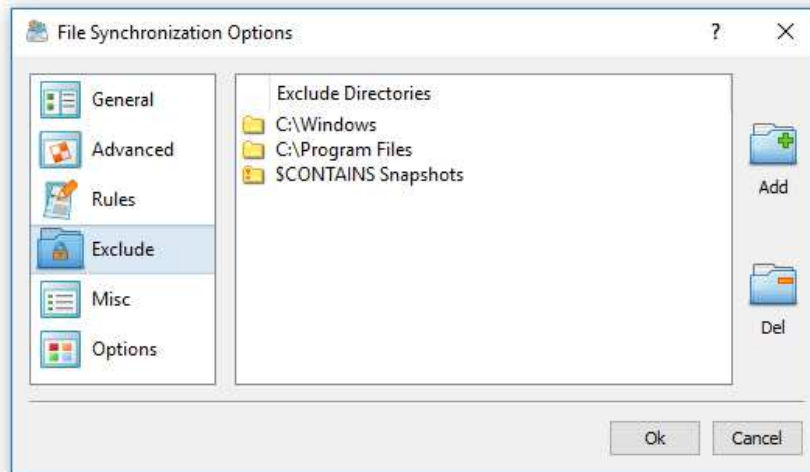 File Synchronization Options
?
General
Advanced
Rules
Exclude
Misc
Options
Exclude Directories
C:\Windows
C:\Program Files
$CONTAINS Snapshots
Add
Del
Ok
Cancel